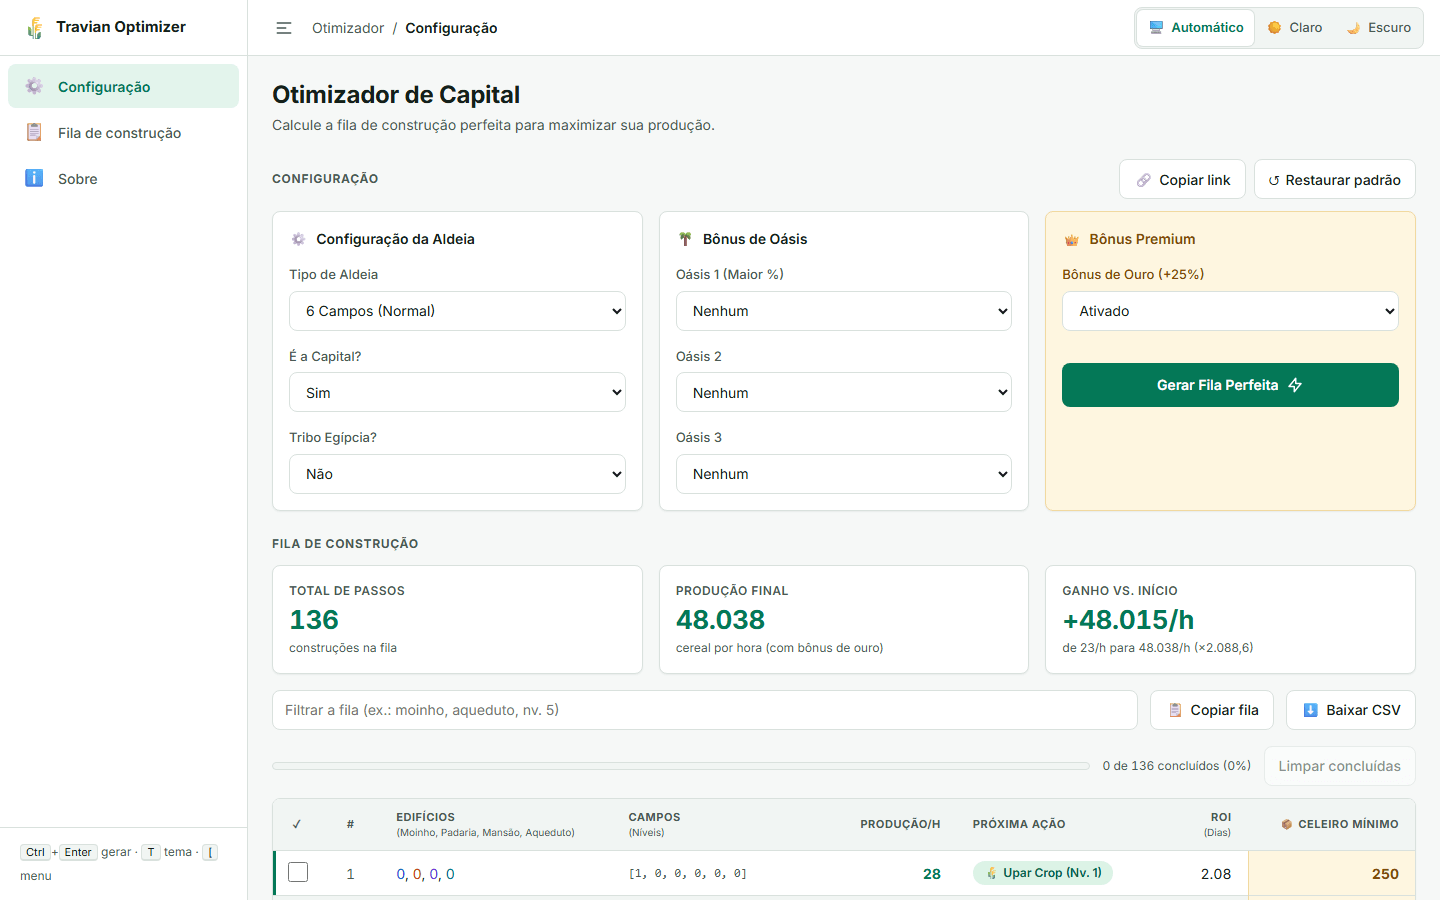 Travian Optimizer
Otimizador / Configuração
Automático
Claro
Escuro
Configuração
Fila de construção
Sobre
Otimizador de Capital
Calcule a fila de construção perfeita para maximizar sua produção.
CONFIGURAÇÃO
Copiar link
↺ Restaurar padrão
Configuração da Aldeia
Tipo de Aldeia
6 Campos (Normal)
É a Capital?
Sim
Tribo Egípcia?
Não
Bônus de Oásis
Oásis 1 (Maior %)
Nenhum
Oásis 2
Nenhum
Oásis 3
Nenhum
Bônus Premium
Bônus de Ouro (+25%)
Ativado
Gerar Fila Perfeita
FILA DE CONSTRUÇÃO
TOTAL DE PASSOS
136
construções na fila
PRODUÇÃO FINAL
48.038
cereal por hora (com bônus de ouro)
GANHO VS. INÍCIO
+48.015/h
de 23/h para 48.038/h (×2.088,6)
Filtrar a fila (ex.: moinho, aqueduto, nv. 5)
Copiar fila
Baixar CSV
0 de 136 concluídos (0%)
Limpar concluídas
✓ # EDIFÍCIOS CAMPOS PRODUÇÃO/H PRÓXIMA AÇÃO ROI CELEIRO MÍNIMO
(Moinho, Padaria, Mansão, Aqueduto) (Níveis) (Dias)
1 0, 0, 0, 0 [1, 0, 0, 0, 0, 0] 28 Upar Crop (Nv. 1) 2.08 250
Ctrl + Enter gerar · T tema · [
menu